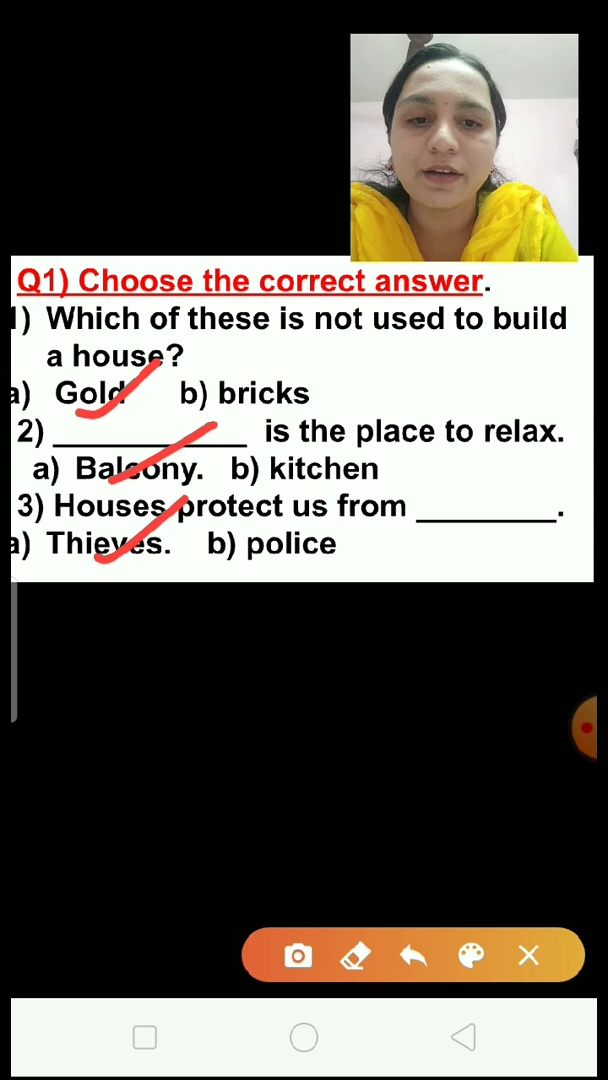 Q1) Choose the correct answer.
1) Which of these is not used to build
a house?
a) Gold b) bricks
2) __________ is the place to relax.
a) Balcony. b) kitchen
3) Houses protect us from ________.
a) Thieves. b) police